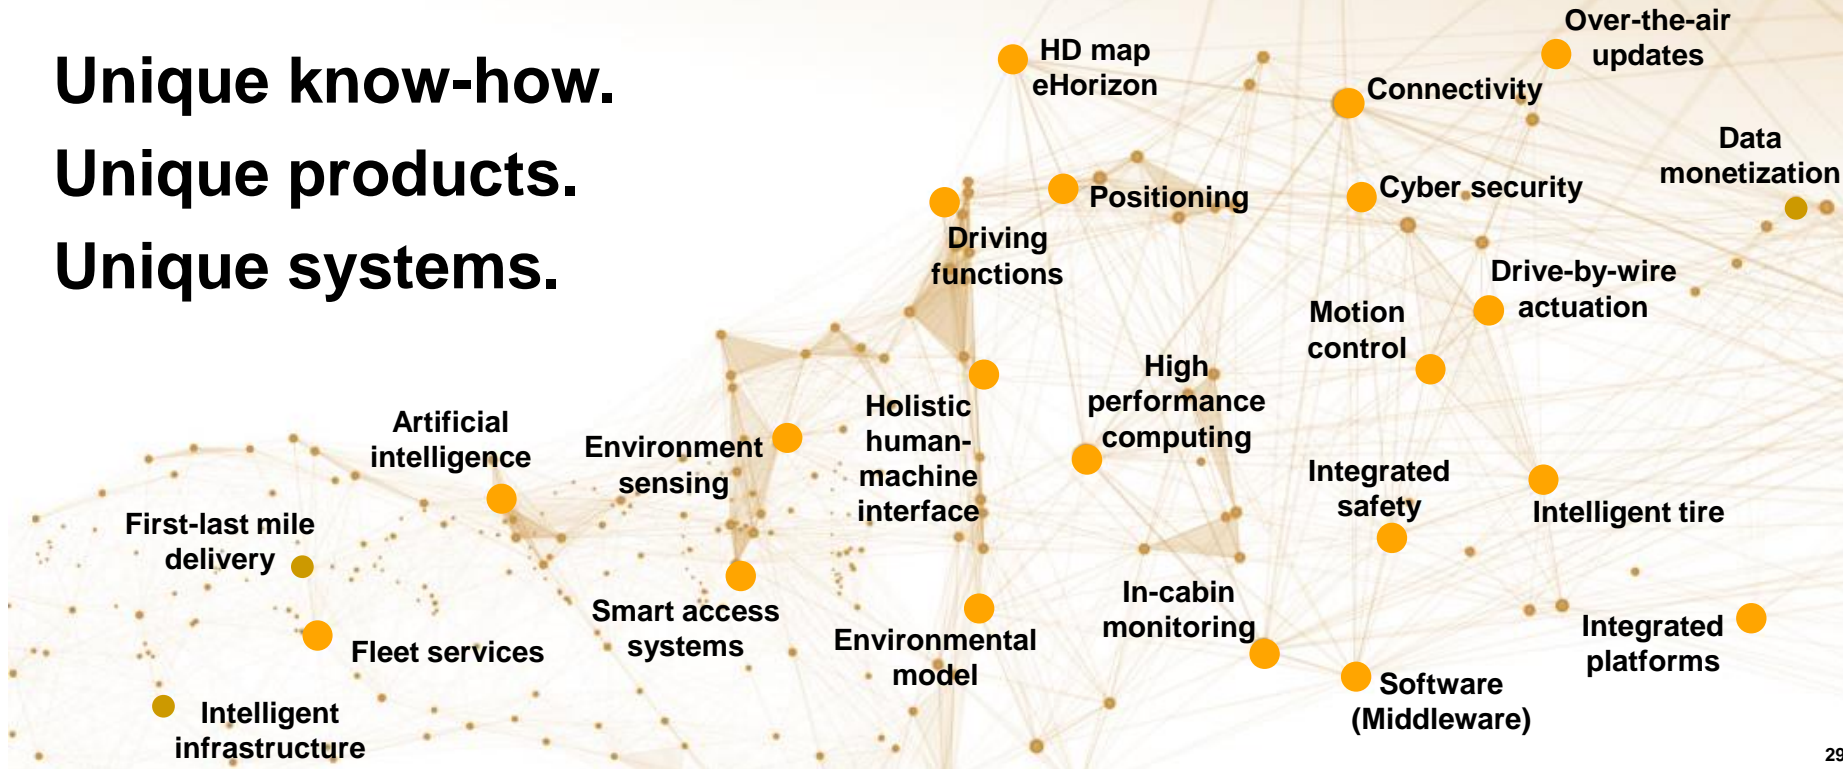 Unique know-how.
Unique products.
Unique systems.
HD map
eHorizon
Over-the-air
updates
Connectivity
Data
monetization
Positioning
Cyber security
Driving
functions
Drive-by-wire
actuation
Motion
control
High
performance
computing
Holistic
human-
machine
interface
Artificial
intelligence
Environment
sensing
Integrated
safety
Intelligent tire
First-last mile
delivery
Smart access
systems
In-cabin
monitoring
Fleet services
Environmental
model
Integrated
platforms
Software
(Middleware)
Intelligent
infrastructure
29